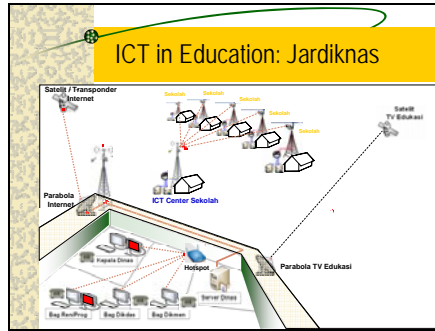 ICT in Education: Jardiknas
Satelit / Transponder
Internet
Sekolah
Sekolah
Sekolah
Sekolah
Sekolah
Satelit
TV Edukasi
ICT Center Sekolah
Parabola
Internet
Kepala Dinas
Hotspot
Parabola TV Edukasi
Server Dinas
Bag Ren/Prog
Bag Dikdas
Bag Dikmen